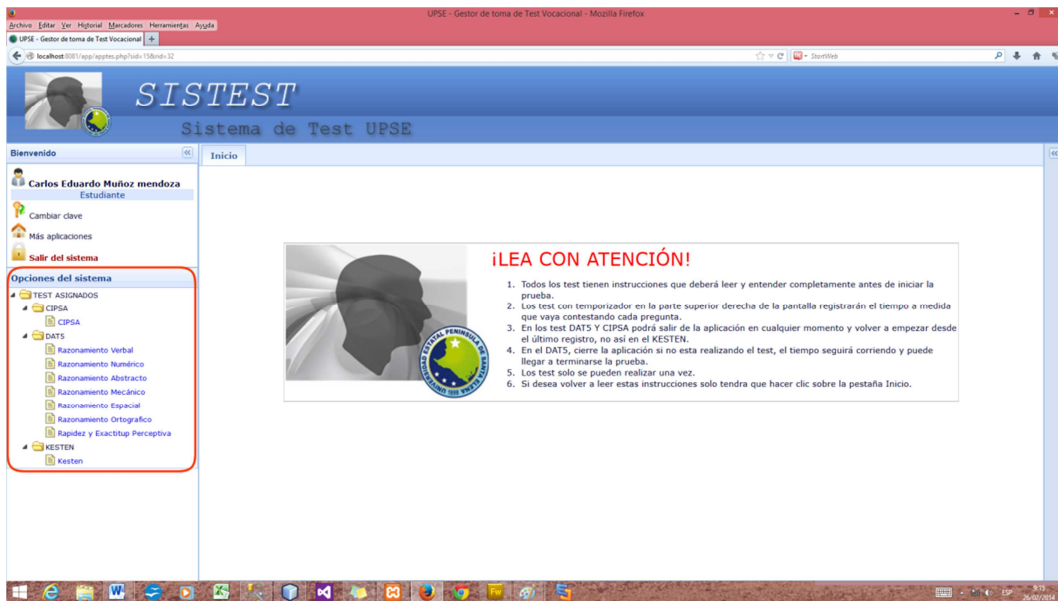 UPSE - Gestor de toma de Test Vocacional - Mozilla Firefox
Archivo Editar Ver Historial Marcadores Herramientas Ayuda
UPSE - Gestor de toma de Test Vocacional
localhost:8081/app/apptes.php?
StartWeb
SISTEST
Sistema de Test UPSE
Bienvenido
Inicio
Carlos Eduardo Muñoz mendoza
Estudiante
Cambiar clave
Más aplicaciones
Salir del sistema
Opciones del sistema
TEST ASIGNADOS
CIPSA
CIPSA
DAT5
Razonamiento Verbal
Razonamiento Numérico
Razonamiento Abstracto
Razonamiento Mecánico
Razonamiento Espacial
Razonamiento Ortografico
Rapidez y Exactitup Perceptiva
KESTEN
Kesten
UNIVERSIDAD ESTATAL PENINSULA DE SANTA ELENA
¡LEA CON ATENCIÓN!
1. Todos los test tienen instrucciones que deberá leer y entender completamente antes de iniciar la
prueba.
2. Los test con temporizador en la parte superior derecha de la pantalla registrarán el tiempo a medida
que vaya contestando cada pregunta.
3. En los test DAT5 Y CIPSA podrá salir de la aplicación en cualquier momento y volver a empezar desde
el último registro, no así en el KESTEN.
4. En el DAT5, cierre la aplicación si no esta realizando el test, el tiempo seguirá corriendo y puede
llegar a terminarse la prueba.
5. Los test solo se pueden realizar una vez.
6. Si desea volver a leer estas instrucciones solo tendra que hacer clic sobre la pestaña Inicio.
ESP
9:15
26/02/2014